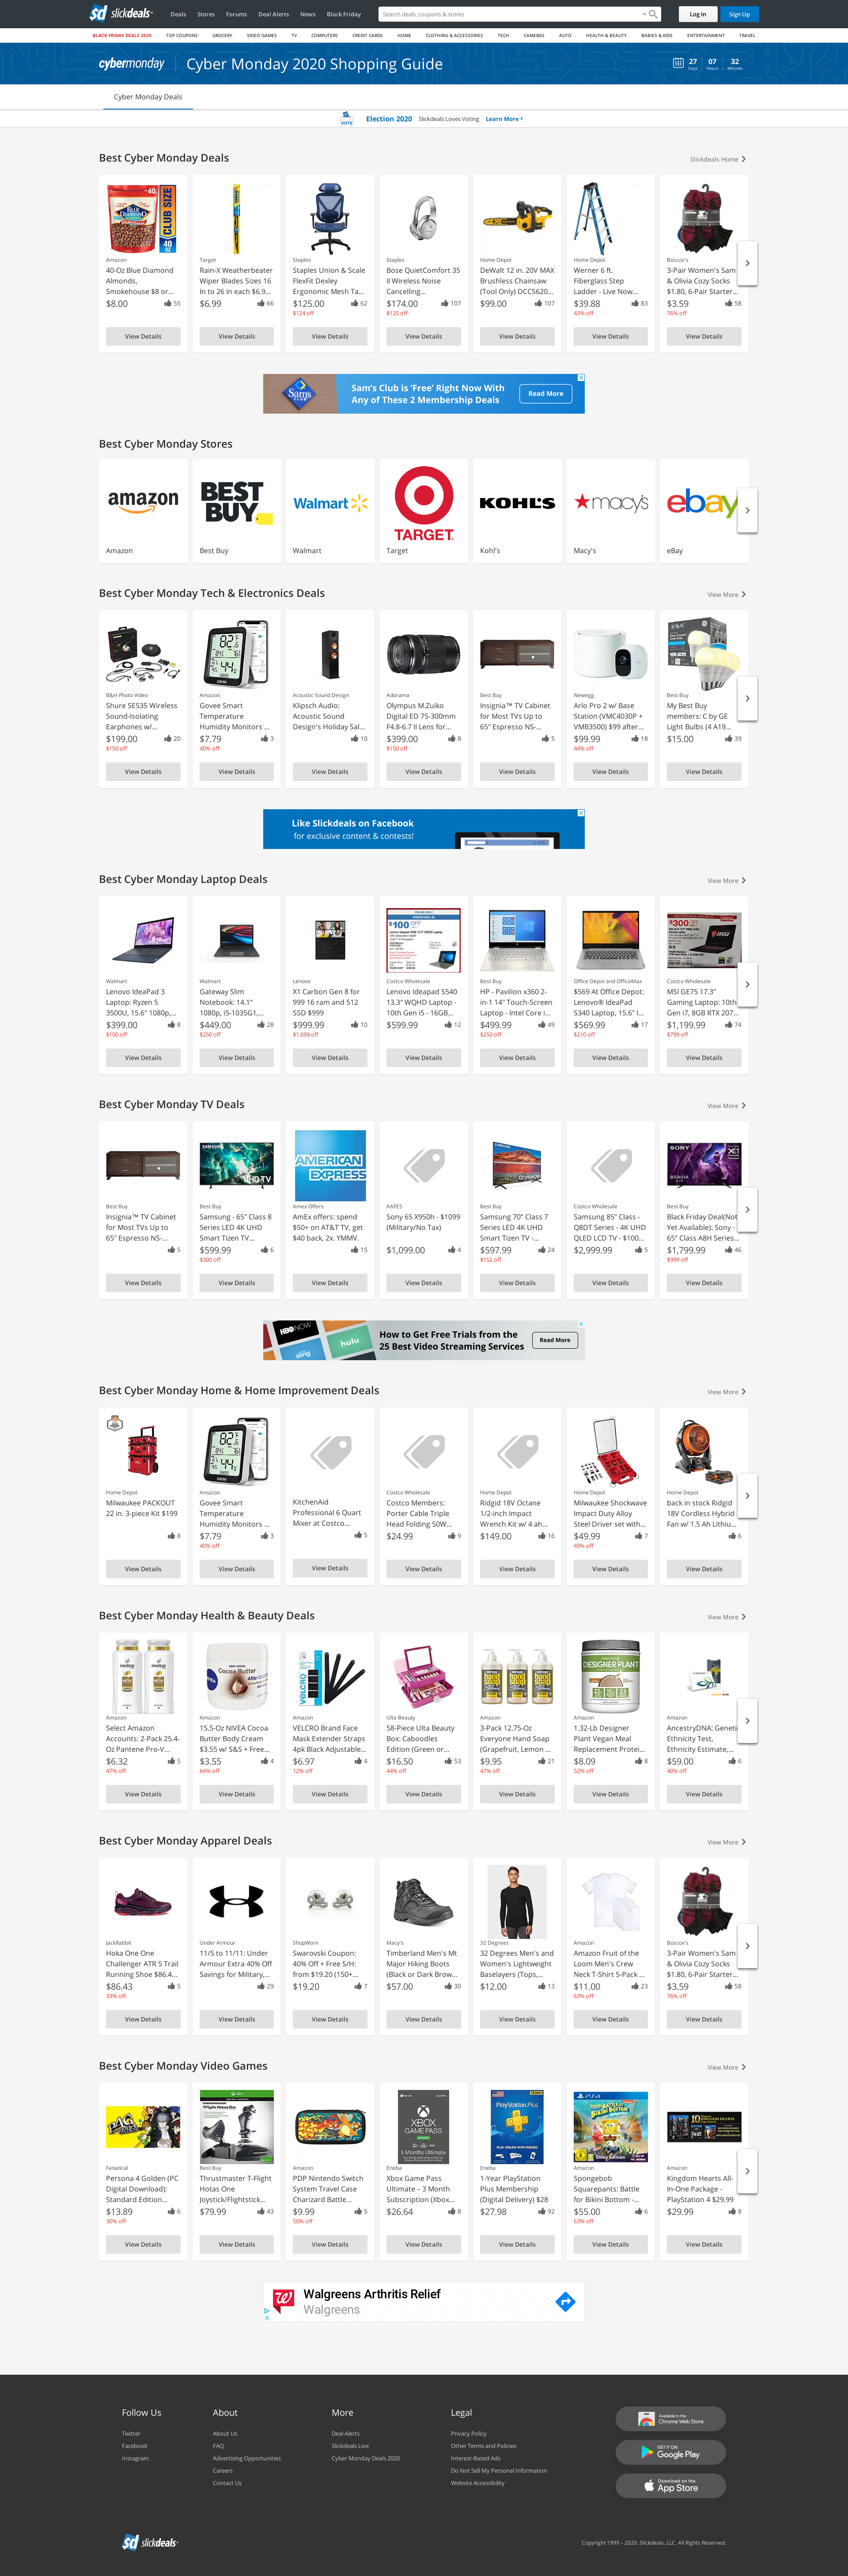 slickdeals
Deals Stores Forums Deal Alerts News Black Friday
Search deals, coupons & stores
Log In Sign Up
BLACK FRIDAY DEALS 2020 TOP COUPONS GROCERY VIDEO GAMES TV COMPUTERS CREDIT CARDS HOME CLOTHING & ACCESSORIES TECH CAMERAS AUTO HEALTH & BEAUTY BABIES & KIDS ENTERTAINMENT TRAVEL
cybermonday Cyber Monday 2020 Shopping Guide
27 07 32
Days Hours Minutes
Cyber Monday Deals
VOTE Election 2020 Slickdeals Loves Voting Learn More
Best Cyber Monday Deals
Slickdeals Home
Amazon
40-Oz Blue Diamond
Almonds,
Smokehouse $8 or...
$8.00 55
View Details
Target
Rain-X Weatherbeater
Wiper Blades Sizes 16
In to 26 In each $6.9...
$6.99 66
View Details
Staples
Staples Union & Scale
FlexFit Dexley
Ergonomic Mesh Ta...
$125.00 62
$124 off
View Details
Staples
Bose QuietComfort 35
II Wireless Noise
Cancelling...
$174.00 107
$125 off
View Details
Home Depot
DeWalt 12 in. 20V MAX
Brushless Chainsaw
(Tool Only) DCCS620...
$99.00 107
View Details
Home Depot
Werner 6 ft.
Fiberglass Step
Ladder - Live Now...
$39.88 83
43% off
View Details
Boscov's
3-Pair Women's Sam
& Olivia Cozy Socks
$1.80, 6-Pair Starter...
$3.59 58
76% off
View Details
Sam's Club is 'Free' Right Now With
Any of These 2 Membership Deals
Read More
Best Cyber Monday Stores
amazon
Amazon
BEST BUY
Best Buy
Walmart
Walmart
TARGET
Target
KOHL'S
Kohl's
macy's
Macy's
ebay
eBay
Best Cyber Monday Tech & Electronics Deals
View More
B&H Photo Video
Shure SE535 Wireless
Sound-Isolating
Earphones w/...
$199.00 20
$150 off
View Details
Amazon
Govee Smart
Temperature
Humidity Monitors ...
$7.79 3
40% off
View Details
Acoustic Sound Design
Klipsch Audio:
Acoustic Sound
Design's Holiday Sal...
10
View Details
Adorama
Olympus M.Zuiko
Digital ED 75-300mm
F4.8-6.7 II Lens for...
$399.00 8
$150 off
View Details
Best Buy
Insignia™ TV Cabinet
for Most TVs Up to
65" Espresso NS-...
5
View Details
Newegg
Arlo Pro 2 w/ Base
Station (VMC4030P +
VMB3500) $99 after...
$99.99 18
44% off
View Details
Best Buy
My Best Buy
members: C by GE
Light Bulbs (4 A19...
$15.00 39
View Details
Like Slickdeals on Facebook
for exclusive content & contests!
Best Cyber Monday Laptop Deals
View More
Walmart
Lenovo IdeaPad 3
Laptop: Ryzen 5
3500U, 15.6" 1080p,...
$399.00 8
$100 off
View Details
Walmart
Gateway Slim
Notebook: 14.1"
1080p, i5-1035G1,...
$449.00 28
$250 off
View Details
Lenovo
X1 Carbon Gen 8 for
999 16 ram and 512
SSD $999
$999.99 10
$1,699 off
View Details
$100 OFF
Costco Wholesale
Lenovo Ideapad S540
13.3" WQHD Laptop -
10th Gen i5 - 16GB...
$599.99 12
View Details
Best Buy
HP - Pavilion x360 2-
in-1 14" Touch-Screen
Laptop - Intel Core i...
$499.99 49
$250 off
View Details
Office Depot and OfficeMax
$569 At Office Depot:
Lenovo® IdeaPad
S340 Laptop, 15.6" I...
$569.99 17
$210 off
View Details
$300 OFF
Costco Wholesale
MSI GE75 17.3"
Gaming Laptop: 10th
Gen i7, 8GB RTX 207...
$1,199.99 74
$799 off
View Details
Best Cyber Monday TV Deals
View More
Best Buy
Insignia™ TV Cabinet
for Most TVs Up to
65" Espresso NS-...
5
View Details
Best Buy
Samsung - 65" Class 8
Series LED 4K UHD
Smart Tizen TV...
$599.99 6
$300 off
View Details
AMERICAN EXPRESS
Amex Offers
AmEx offers: spend
$50+ on AT&T TV, get
$40 back, 2x. YMMV.
15
View Details
AAFES
Sony 65 X950h - $1099
(Military/No Tax)
$1,099.00 4
View Details
Best Buy
Samsung 70" Class 7
Series LED 4K UHD
Smart Tizen TV -...
$597.99 24
$152 off
View Details
Costco Wholesale
Samsung 85" Class -
Q8DT Series - 4K UHD
QLED LCD TV - $100...
$2,999.99 5
View Details
Best Buy
Black Friday Deal(Not
Yet Available): Sony -
65" Class A8H Series...
$1,799.99 46
$999 off
View Details
HBO NOW sling hulu
How to Get Free Trials from the
25 Best Video Streaming Services
Read More
Best Cyber Monday Home & Home Improvement Deals
View More
Home Depot
Milwaukee PACKOUT
22 in. 3-piece Kit $199
8
View Details
Amazon
Govee Smart
Temperature
Humidity Monitors ...
$7.79 3
40% off
View Details
KitchenAid
Professional 6 Quart
Mixer at Costco...
5
View Details
Costco Wholesale
Costco Members:
Porter Cable Triple
Head Folding 50W...
$24.99 9
View Details
Home Depot
Ridgid 18V Octane
1/2-inch Impact
Wrench Kit w/ 4 ah...
$149.00 16
View Details
Home Depot
Milwaukee Shockwave
Impact Duty Alloy
Steel Driver set with...
$49.99 7
49% off
View Details
Home Depot
back in stock Ridgid
18V Cordless Hybrid
Fan w/ 1.5 Ah Lithiu...
6
View Details
Best Cyber Monday Health & Beauty Deals
View More
Amazon
Select Amazon
Accounts: 2-Pack 25.4-
Oz Pantene Pro-V...
$6.32 5
47% off
View Details
Amazon
15.5-Oz NIVEA Cocoa
Butter Body Cream
$3.55 w/ S&S + Free...
$3.55 4
64% off
View Details
Amazon
VELCRO Brand Face
Mask Extender Straps
4pk Black Adjustable...
$6.97 4
12% off
View Details
Ulta Beauty
58-Piece Ulta Beauty
Box: Caboodles
Edition (Green or...
$16.50 53
44% off
View Details
Amazon
3-Pack 12.75-Oz
Everyone Hand Soap
(Grapefruit, Lemon ...
$9.95 21
47% off
View Details
Amazon
1.32-Lb Designer
Plant Vegan Meal
Replacement Protei...
$8.09 8
52% off
View Details
Amazon
AncestryDNA: Genetic
Ethnicity Test,
Ethnicity Estimate,...
$59.00 6
40% off
View Details
Best Cyber Monday Apparel Deals
View More
JackRabbit
Hoka One One
Challenger ATR 5 Trail
Running Shoe $86.4...
$86.43 5
33% off
View Details
Under Armour
11/5 to 11/11: Under
Armour Extra 40% Off
Savings for Military,...
29
View Details
ShopWorn
Swarovski Coupon:
40% Off + Free S/H:
from $19.20 (150+...
$19.20 7
View Details
Macy's
Timberland Men's Mt
Major Hiking Boots
(Black or Dark Brow...
$57.00 30
View Details
32 Degrees
32 Degrees Men's and
Women's Lightweight
Baselayers (Tops,...
$12.00 13
View Details
Amazon
Amazon Fruit of the
Loom Men's Crew
Neck T-Shirt 5-Pack ...
$11.00 23
63% off
View Details
Boscov's
3-Pair Women's Sam
& Olivia Cozy Socks
$1.80, 6-Pair Starter...
$3.59 58
76% off
View Details
Best Cyber Monday Video Games
View More
Fanatical
Persona 4 Golden (PC
Digital Download):
Standard Edition...
$13.89 6
30% off
View Details
Best Buy
Thrustmaster T-Flight
Hotas One
Joystick/Flightstick...
$79.99 43
View Details
Amazon
PDP Nintendo Switch
System Travel Case
Charizard Battle...
$9.99 5
50% off
View Details
XBOX GAME PASS
Eneba
Xbox Game Pass
Ultimate – 3 Month
Subscription (Xbox...
$26.64 8
View Details
PlayStation Plus
Eneba
1-Year PlayStation
Plus Membership
(Digital Delivery) $28
$27.98 92
View Details
Amazon
Spongebob
Squarepants: Battle
for Bikini Bottom -...
$55.00 6
63% off
View Details
Amazon
Kingdom Hearts All-
In-One Package -
PlayStation 4 $29.99
$29.99 8
View Details
Walgreens Arthritis Relief
Walgreens
Follow Us
Twitter
Facebook
Instagram
About
About Us
FAQ
Advertising Opportunities
Careers
Contact Us
More
Deal Alerts
Slickdeals Live
Cyber Monday Deals 2020
Legal
Privacy Policy
Other Terms and Policies
Interest-Based Ads
Do Not Sell My Personal Information
Website Accessibility
Available in the
Chrome Web Store
GET IT ON
Google Play
Download on the
App Store
slickdeals
Copyright 1999 – 2020. Slickdeals, LLC. All Rights Reserved.